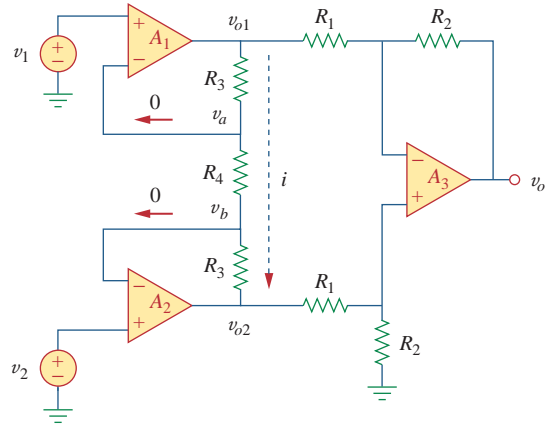 v1
+
−
+
−
A1
vo1
R1
R2
R3
0
va
R4
i
−
+
A3
vo
0
vb
R3
−
+
A2
vo2
R1
R2
v2
+
−